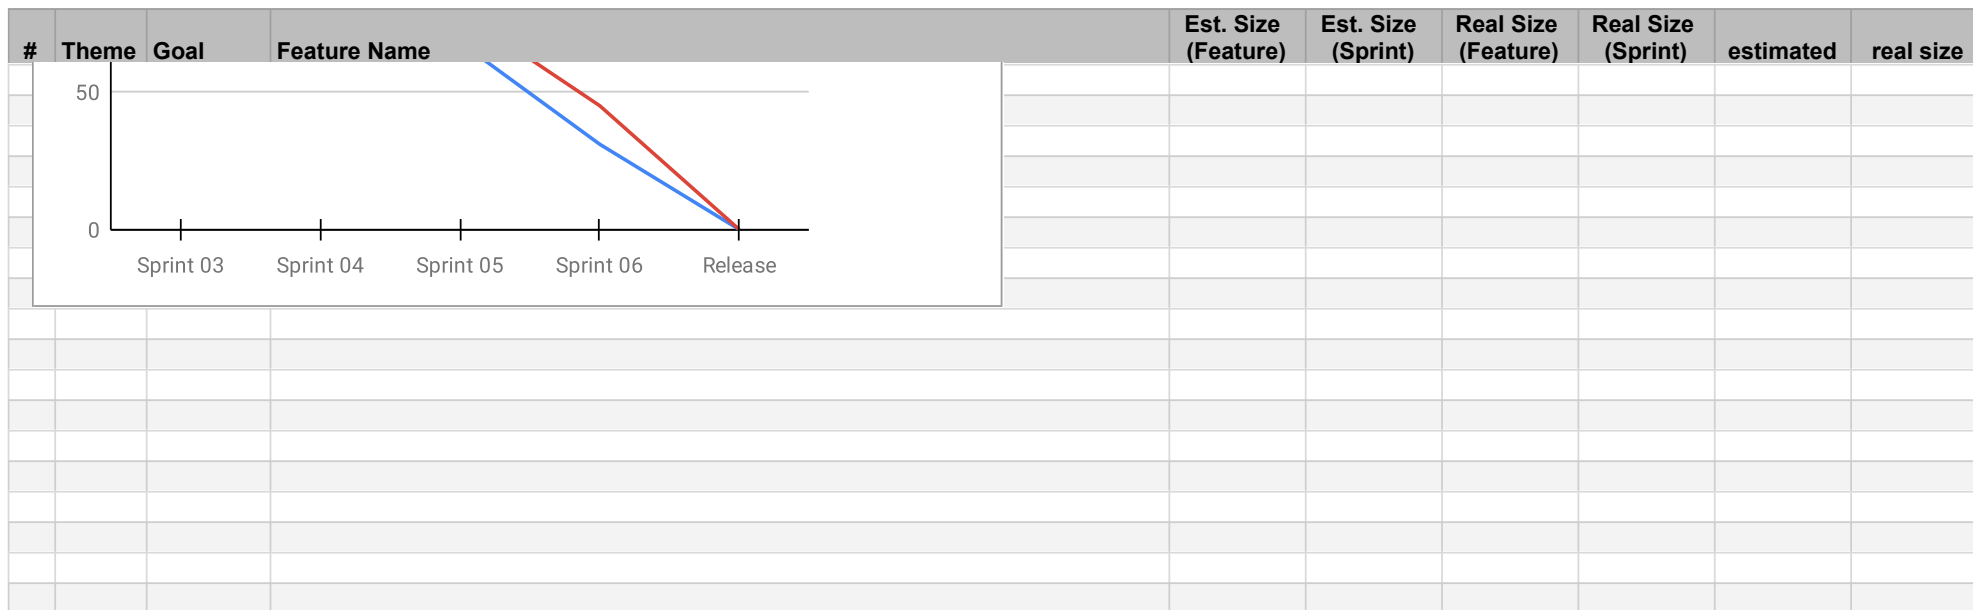 # Theme Goal Feature Name Est. Size (Feature) Est. Size (Sprint) Real Size (Feature) Real Size (Sprint) estimated real size
50
0
Sprint 03 Sprint 04 Sprint 05 Sprint 06 Release